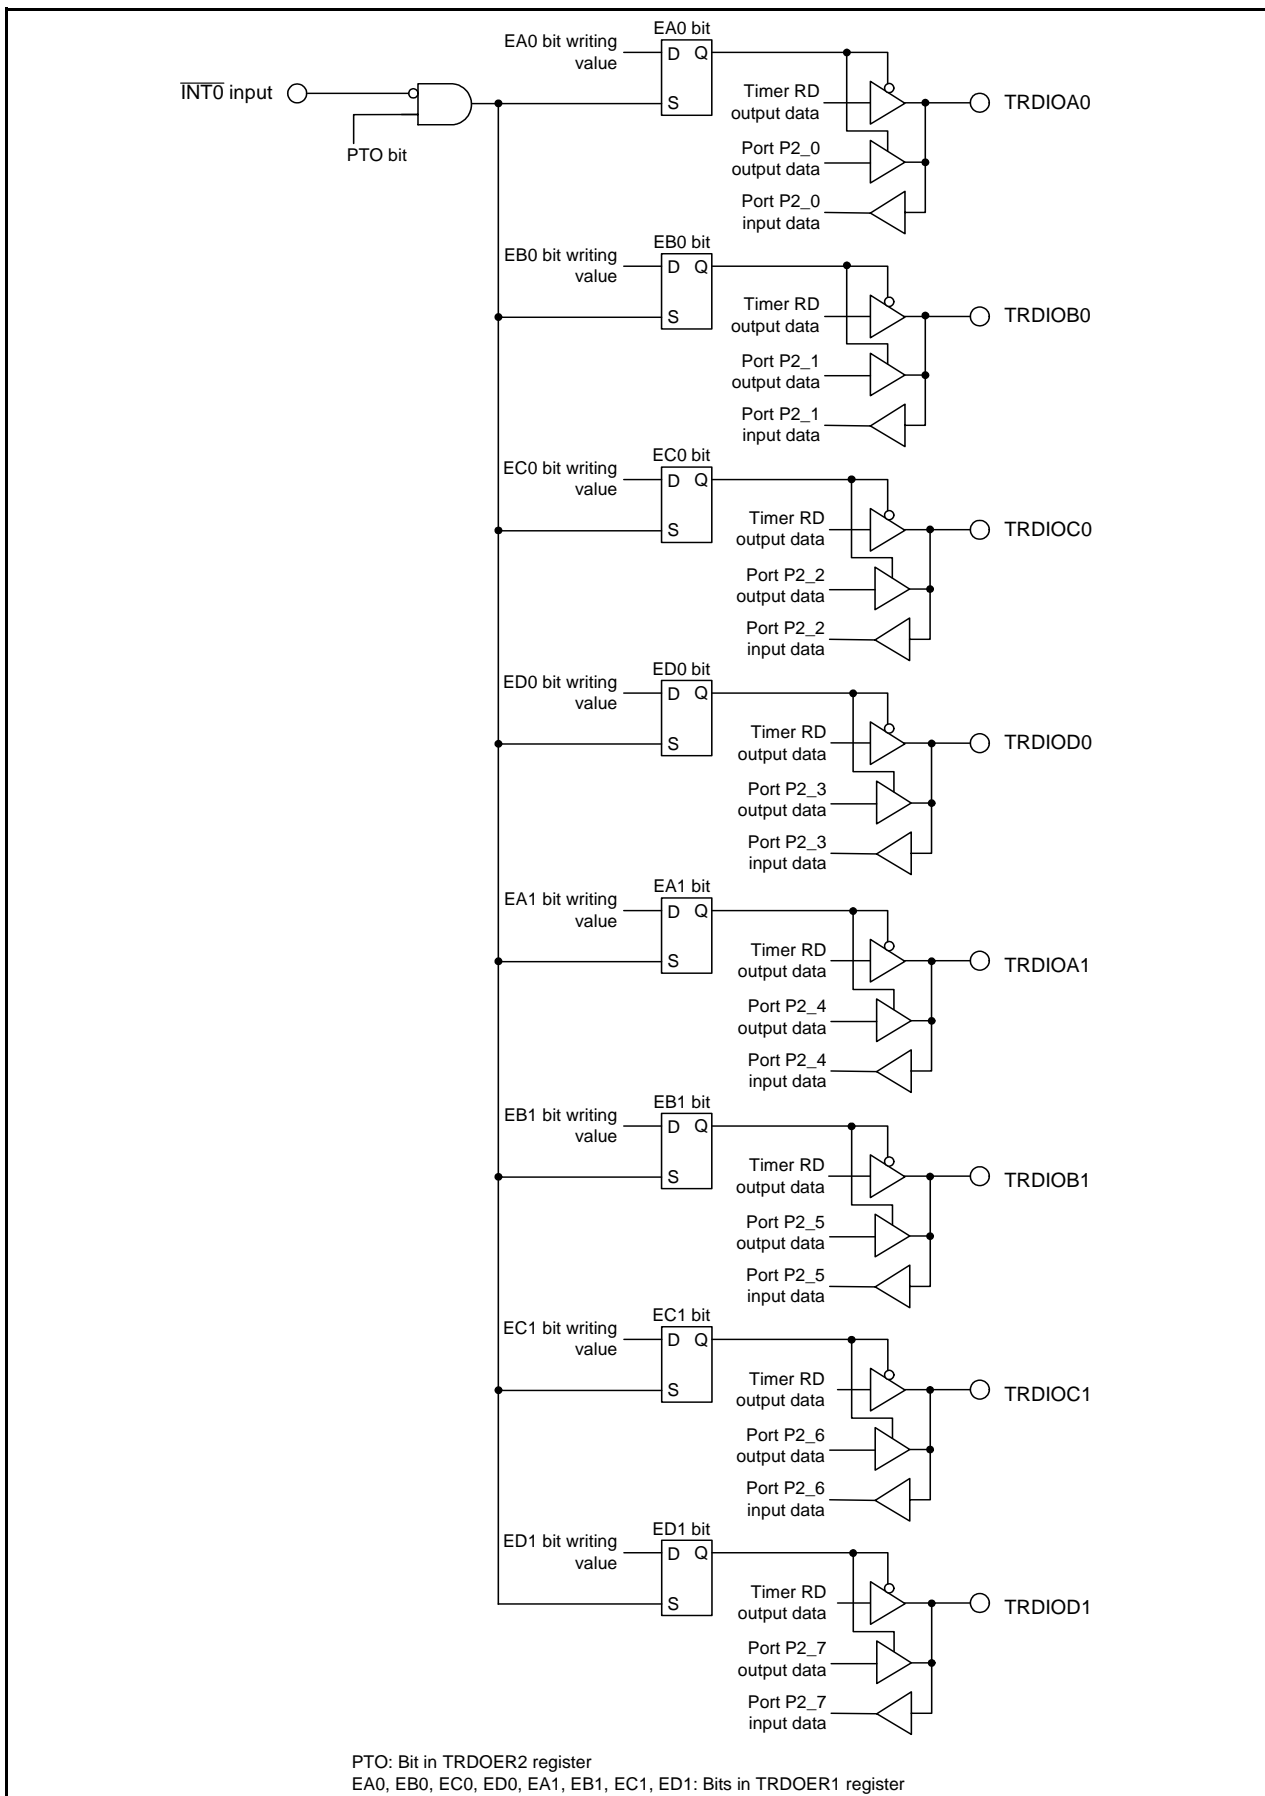 EA0 bit
EA0 bit writing
value
D Q
S
INT0 input
PTO bit
Timer RD
output data
TRDIOA0
Port P2_0
output data
Port P2_0
input data
EB0 bit
EB0 bit writing
value
D Q
S
Timer RD
output data
TRDIOB0
Port P2_1
output data
Port P2_1
input data
EC0 bit
EC0 bit writing
value
D Q
S
Timer RD
output data
TRDIOC0
Port P2_2
output data
Port P2_2
input data
ED0 bit
ED0 bit writing
value
D Q
S
Timer RD
output data
TRDIOD0
Port P2_3
output data
Port P2_3
input data
EA1 bit
EA1 bit writing
value
D Q
S
Timer RD
output data
TRDIOA1
Port P2_4
output data
Port P2_4
input data
EB1 bit
EB1 bit writing
value
D Q
S
Timer RD
output data
TRDIOB1
Port P2_5
output data
Port P2_5
input data
EC1 bit
EC1 bit writing
value
D Q
S
Timer RD
output data
TRDIOC1
Port P2_6
output data
Port P2_6
input data
ED1 bit
ED1 bit writing
value
D Q
S
Timer RD
output data
TRDIOD1
Port P2_7
output data
Port P2_7
input data
PTO: Bit in TRDOER2 register
EA0, EB0, EC0, ED0, EA1, EB1, EC1, ED1: Bits in TRDOER1 register